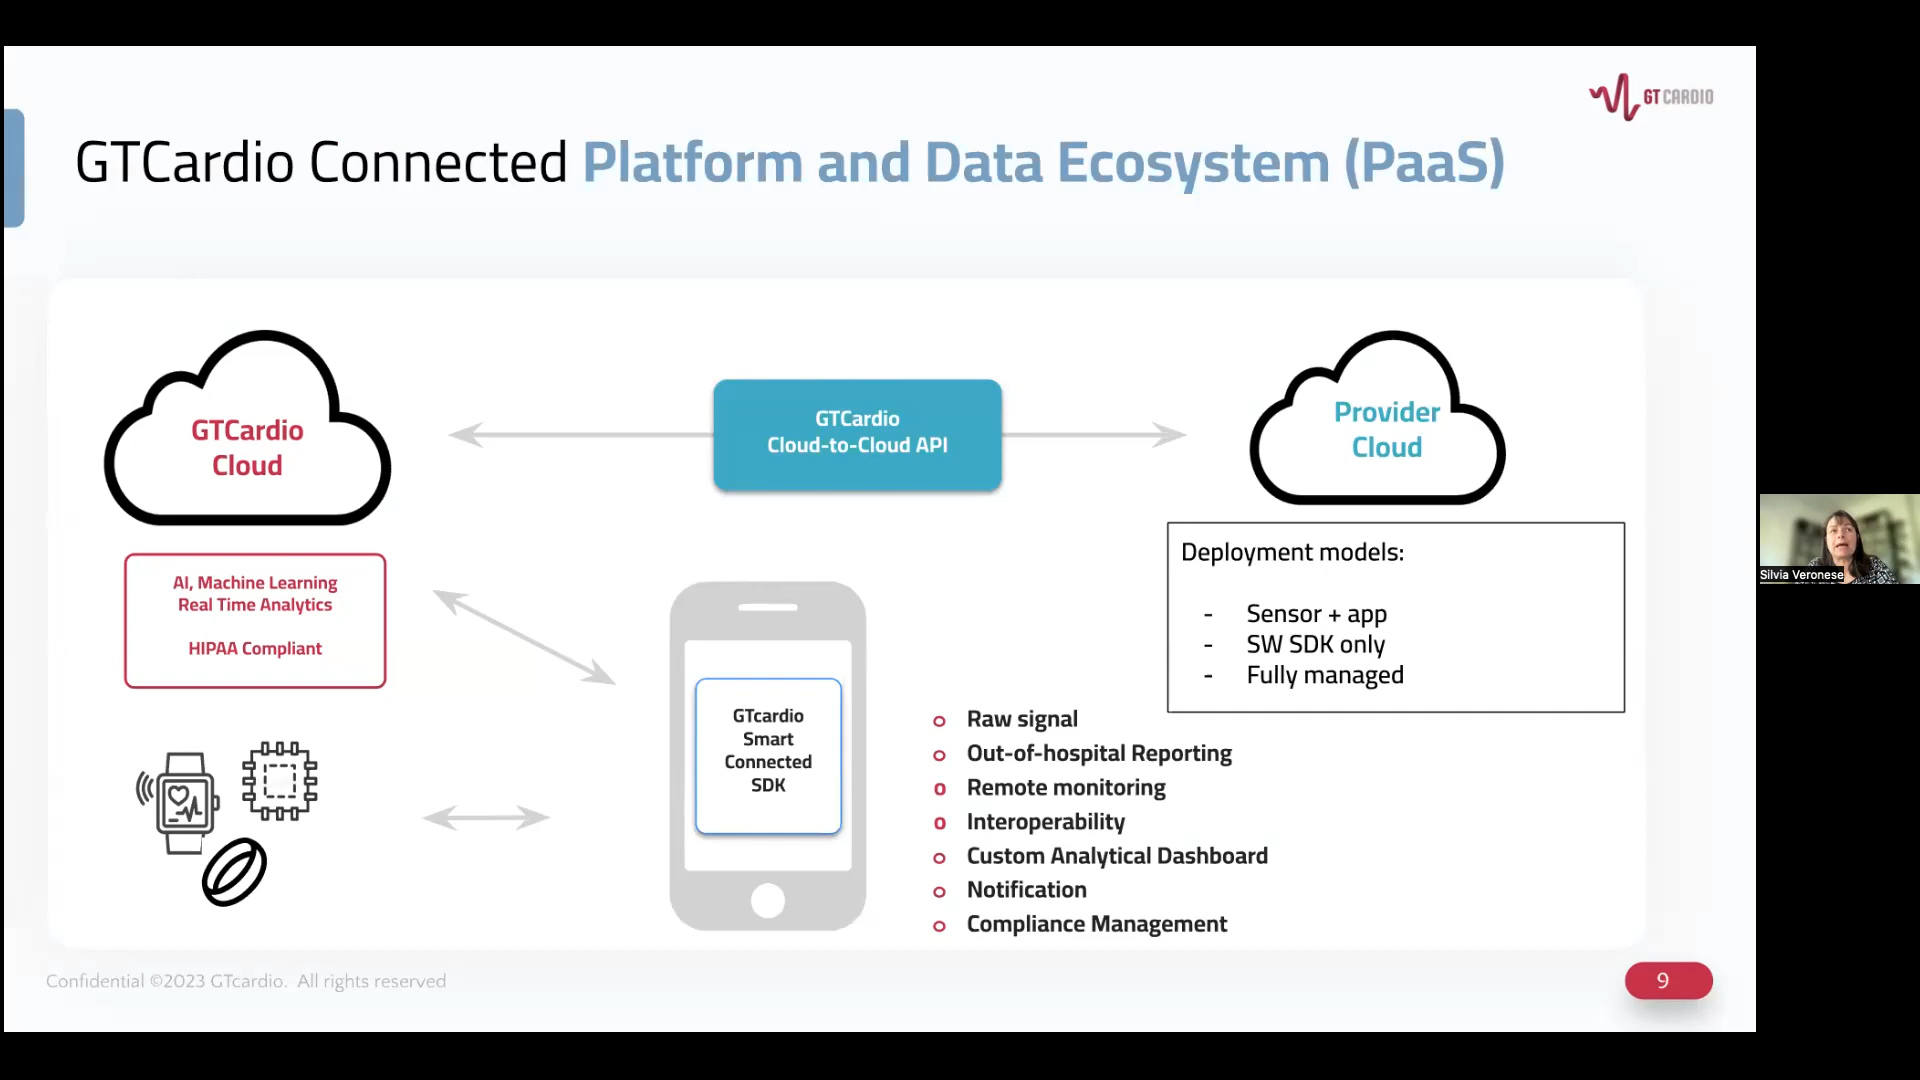 GT CARDIO
GTCardio Connected Platform and Data Ecosystem (PaaS)
GTCardio
Cloud
GTCardio
Cloud-to-Cloud API
Provider
Cloud
AI, Machine Learning
Real Time Analytics
HIPAA Compliant
GTcardio
Smart
Connected
SDK
Deployment models:
- Sensor + app
- SW SDK only
- Fully managed
o Raw signal
o Out-of-hospital Reporting
o Remote monitoring
o Interoperability
o Custom Analytical Dashboard
o Notification
o Compliance Management
Silvia Veronese
Confidential ©2023 GTcardio. All rights reserved
9